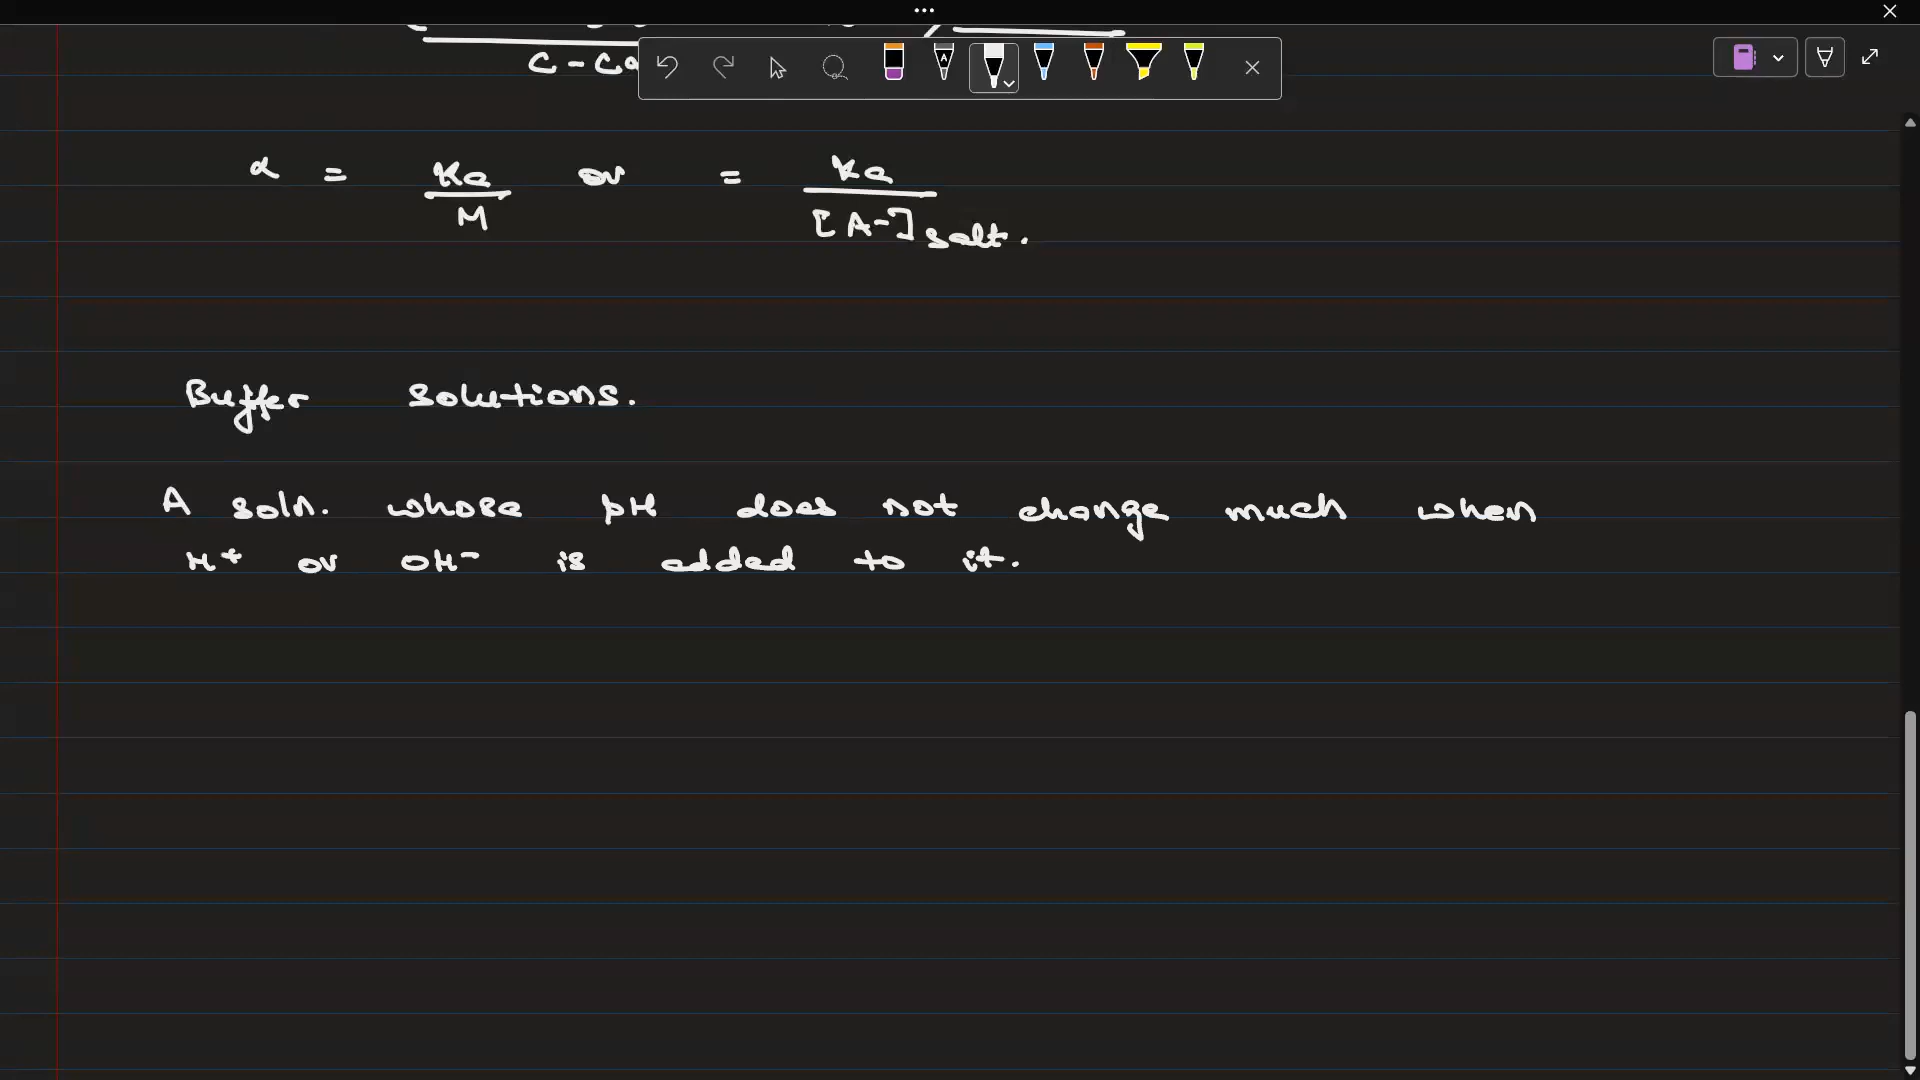 C - Cα
α = Ka/M or = Ka/[A-]salt.
Buffer solutions.
A soln. whose pH does not change much when
H+ or OH- is added to it.